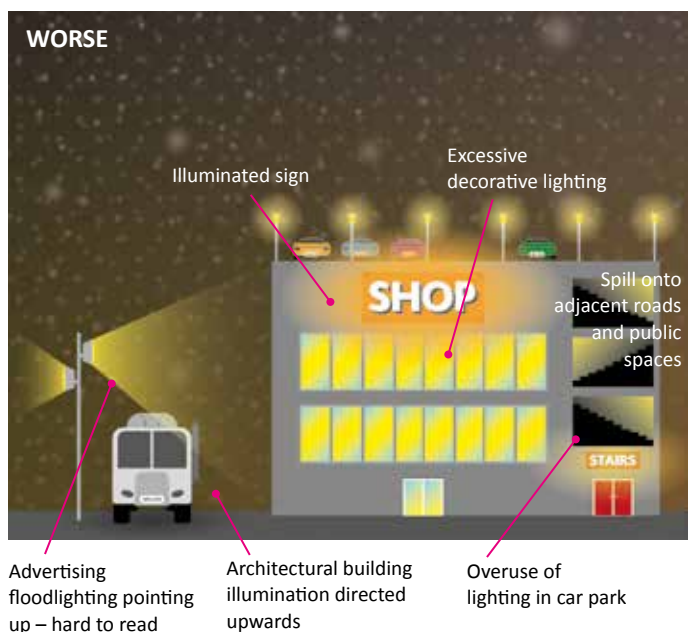 WORSE
Illuminated sign
Excessive
decorative lighting
SHOP
Spill onto
adjacent roads
and public
spaces
STAIRS
Advertising
floodlighting pointing
up – hard to read
Architectural building
illumination directed
upwards
Overuse of
lighting in car park